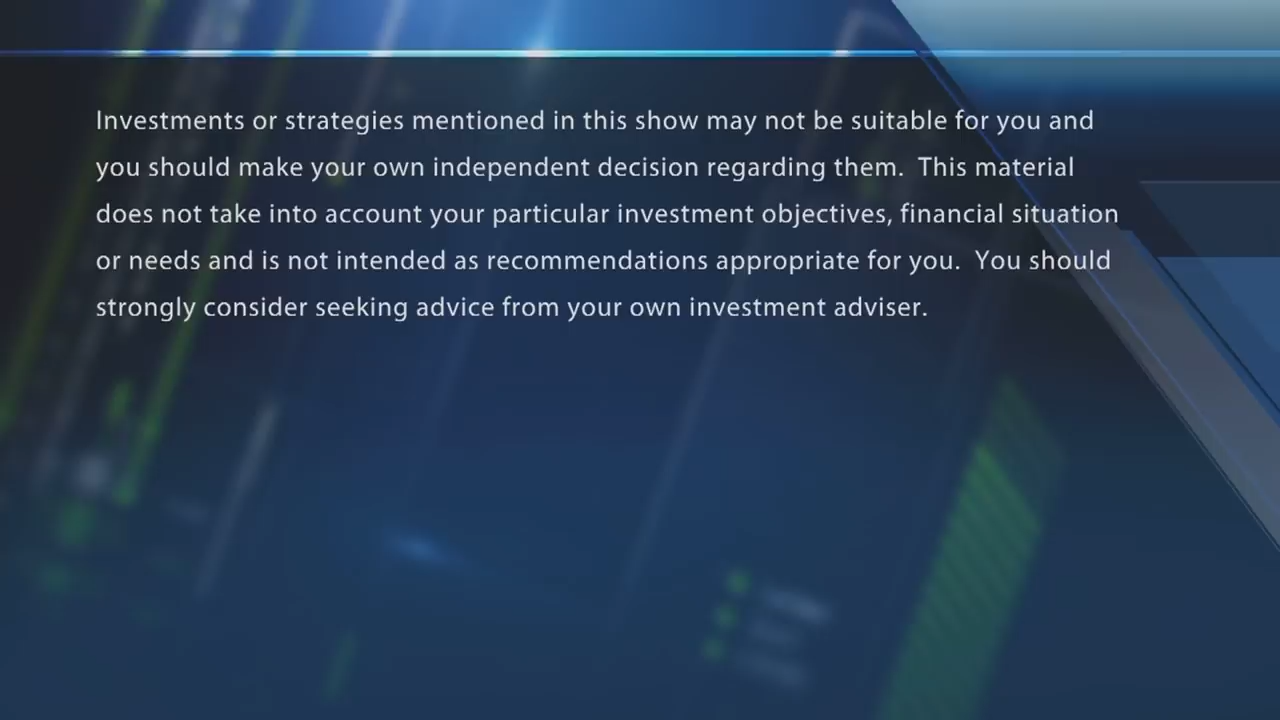 Investments or strategies mentioned in this show may not be suitable for you and
you should make your own independent decision regarding them.  This material
does not take into account your particular investment objectives, financial situation
or needs and is not intended as recommendations appropriate for you.  You should
strongly consider seeking advice from your own investment adviser.